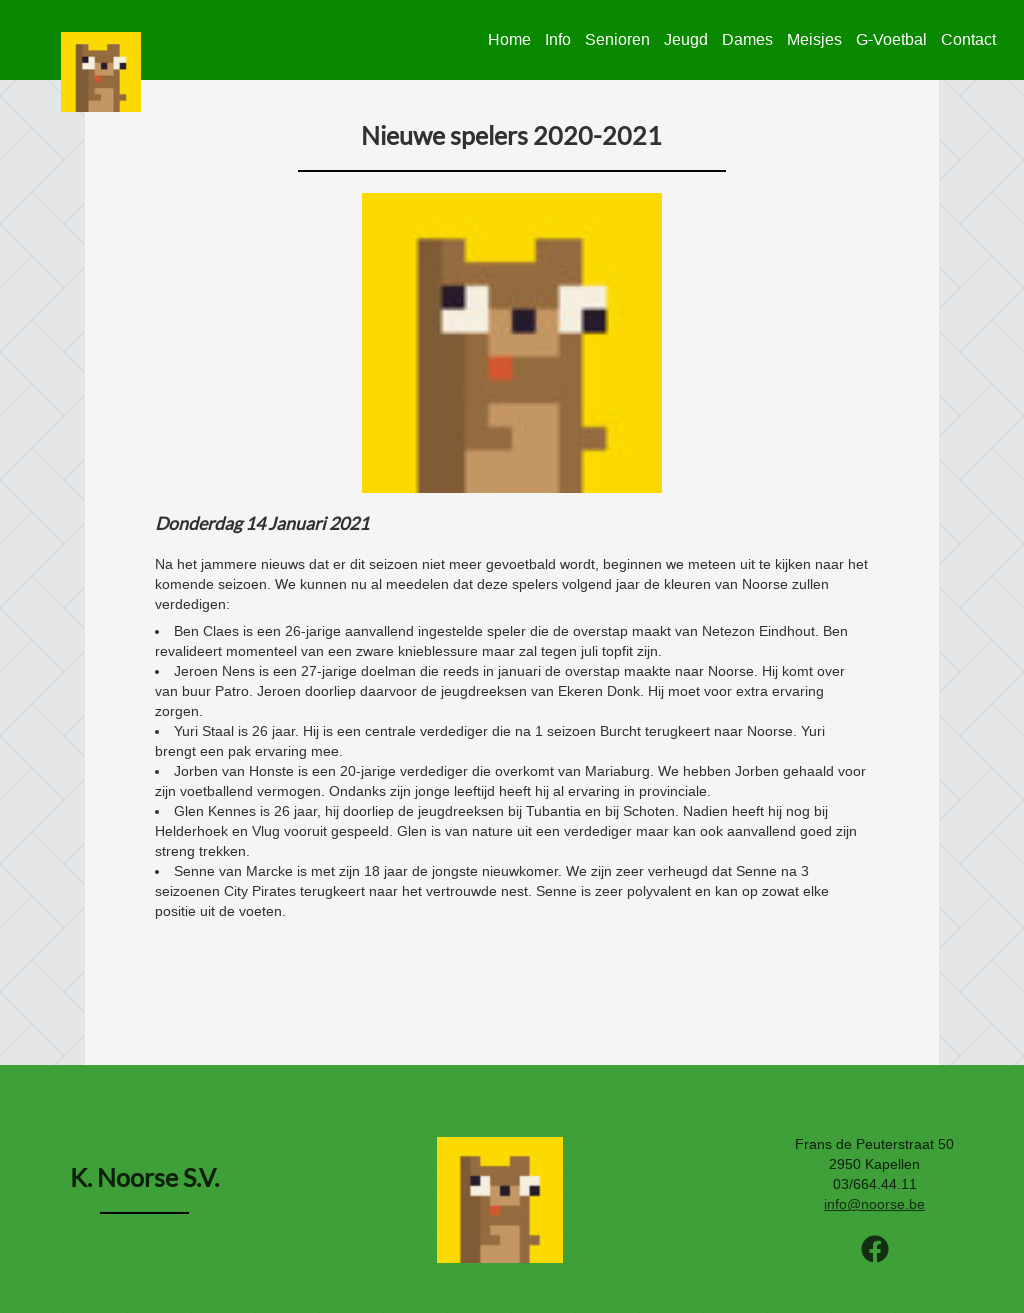 Home Info Senioren Jeugd Dames Meisjes G-Voetbal Contact
Nieuwe spelers 2020-2021
Donderdag 14 Januari 2021
Na het jammere nieuws dat er dit seizoen niet meer gevoetbald wordt, beginnen we meteen uit te kijken naar het
komende seizoen. We kunnen nu al meedelen dat deze spelers volgend jaar de kleuren van Noorse zullen
verdedigen:
• Ben Claes is een 26-jarige aanvallend ingestelde speler die de overstap maakt van Netezon Eindhout. Ben
revalideert momenteel van een zware knieblessure maar zal tegen juli topfit zijn.
• Jeroen Nens is een 27-jarige doelman die reeds in januari de overstap maakte naar Noorse. Hij komt over
van buur Patro. Jeroen doorliep daarvoor de jeugdreeksen van Ekeren Donk. Hij moet voor extra ervaring
zorgen.
• Yuri Staal is 26 jaar. Hij is een centrale verdediger die na 1 seizoen Burcht terugkeert naar Noorse. Yuri
brengt een pak ervaring mee.
• Jorben van Honste is een 20-jarige verdediger die overkomt van Mariaburg. We hebben Jorben gehaald voor
zijn voetballend vermogen. Ondanks zijn jonge leeftijd heeft hij al ervaring in provinciale.
• Glen Kennes is 26 jaar, hij doorliep de jeugdreeksen bij Tubantia en bij Schoten. Nadien heeft hij nog bij
Helderhoek en Vlug vooruit gespeeld. Glen is van nature uit een verdediger maar kan ook aanvallend goed zijn
streng trekken.
• Senne van Marcke is met zijn 18 jaar de jongste nieuwkomer. We zijn zeer verheugd dat Senne na 3
seizoenen City Pirates terugkeert naar het vertrouwde nest. Senne is zeer polyvalent en kan op zowat elke
positie uit de voeten.
K. Noorse S.V.
Frans de Peuterstraat 50
2950 Kapellen
03/664.44.11
info@noorse.be